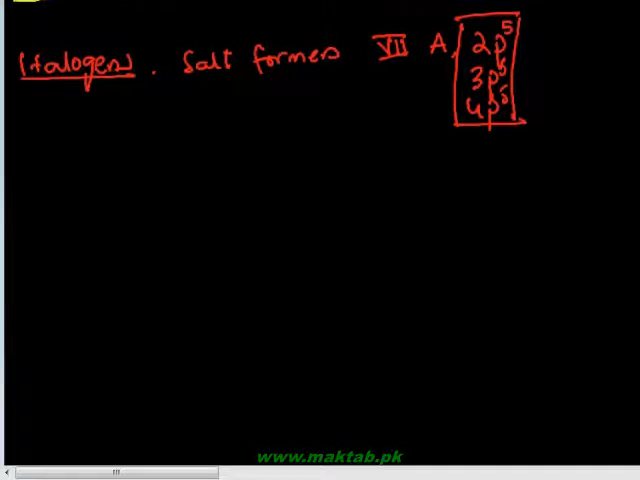 Halogens. Salt formers VII A, 2p⁵
3p⁵
4p⁵
www.maktab.pk